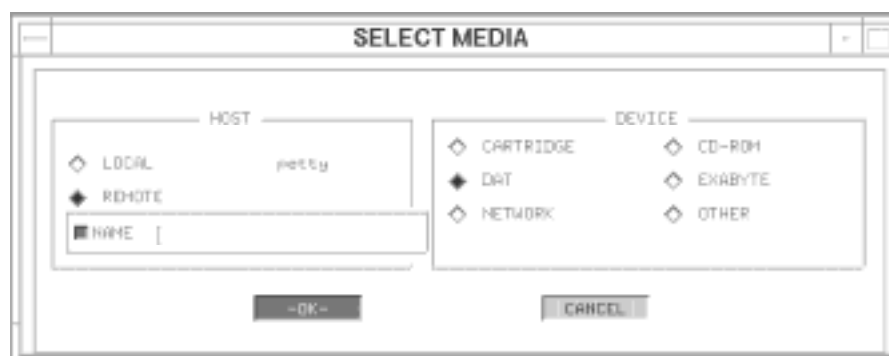 SELECT MEDIA
HOST
LOCAL petty
REMOTE
NAME [
DEVICE
CARTRIDGE CD-ROM
DAT EXABYTE
NETWORK OTHER
-OK- CANCEL